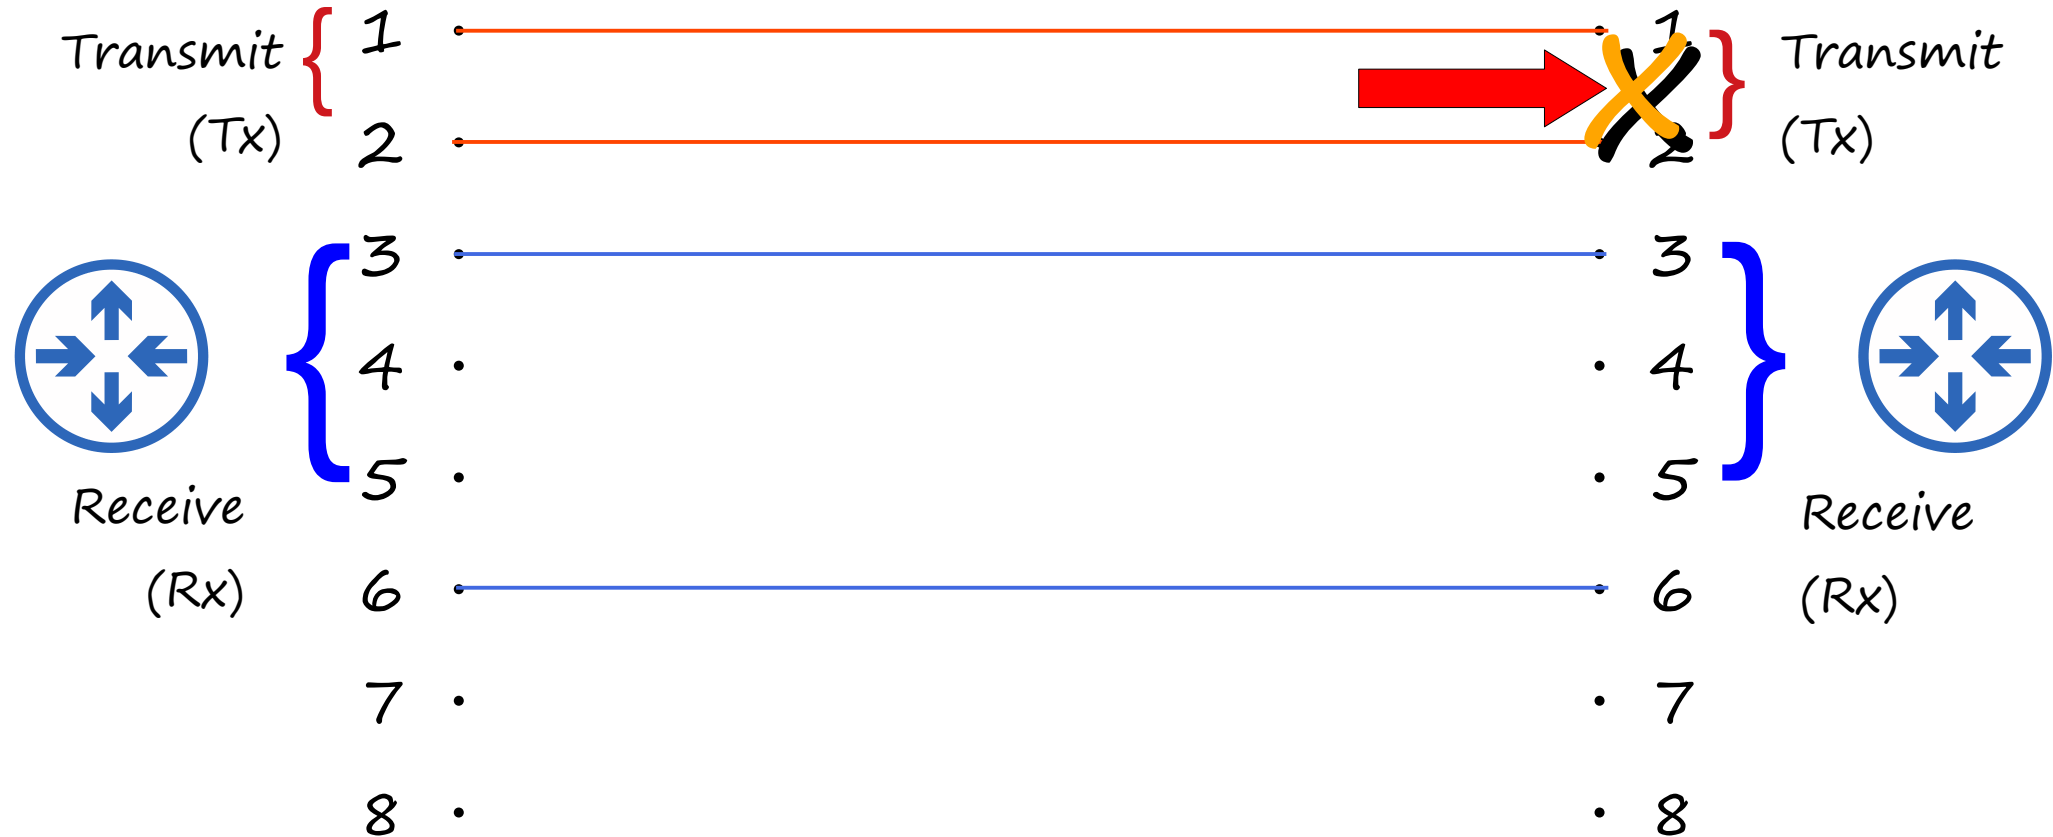 Transmit 1 1 Transmit
(Tx) 2 2 (Tx)
3 3
4 4
5 5
Receive Receive
(Rx) 6 6 (Rx)
7 7
8 8